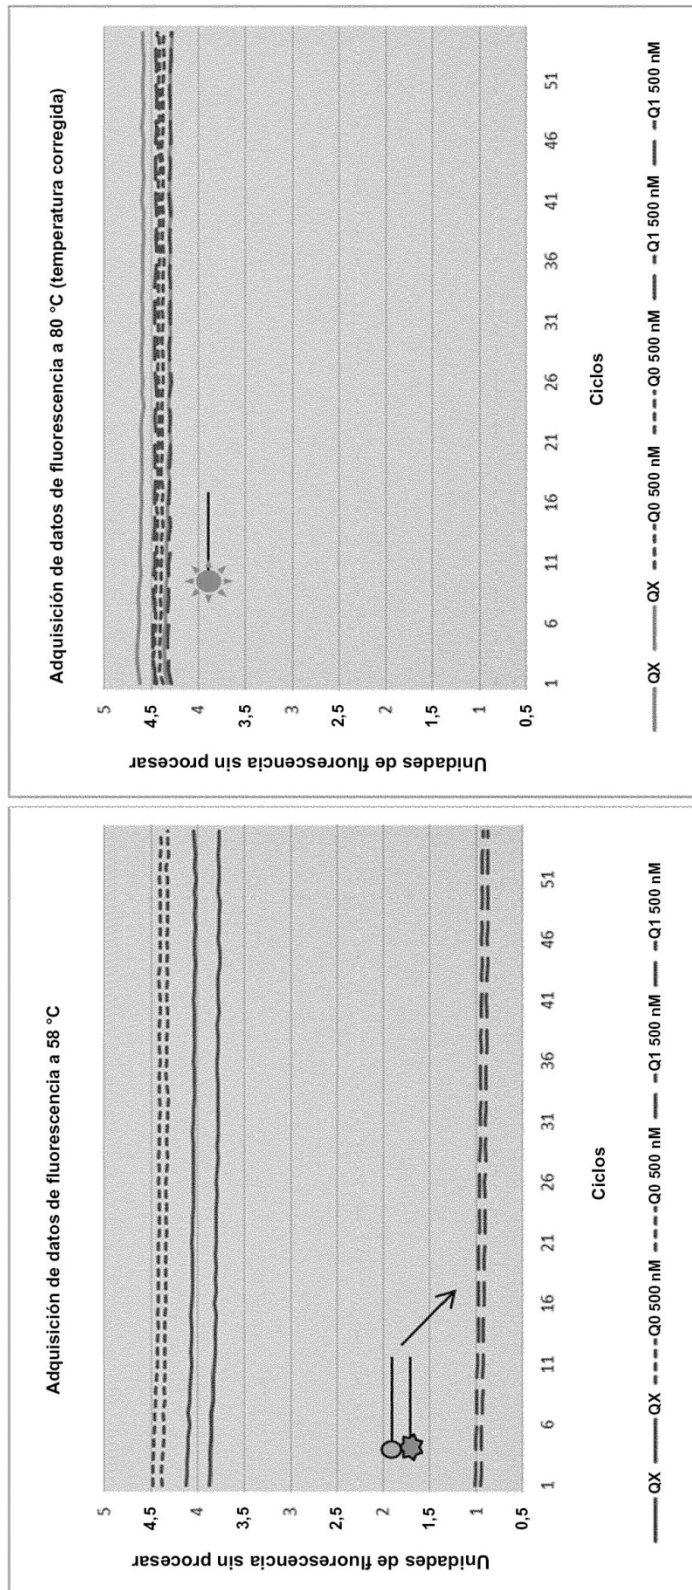 Adquisición de datos de fluorescencia a 58 °C
Unidades de fluorescencia sin procesar
5
4,5
4
3,5
3
2,5
2
1,5
1
0,5
1 6 11 16 21 26 31 36 41 46 51
Ciclos
QX QX Q0 500 nM Q0 500 nM Q1 500 nM Q1 500 nM
Adquisición de datos de fluorescencia a 80 °C (temperatura corregida)
Unidades de fluorescencia sin procesar
5
4,5
4
3,5
3
2,5
2
1,5
1
0,5
1 6 11 16 21 26 31 36 41 46 51
Ciclos
QX QX Q0 500 nM Q0 500 nM Q1 500 nM Q1 500 nM